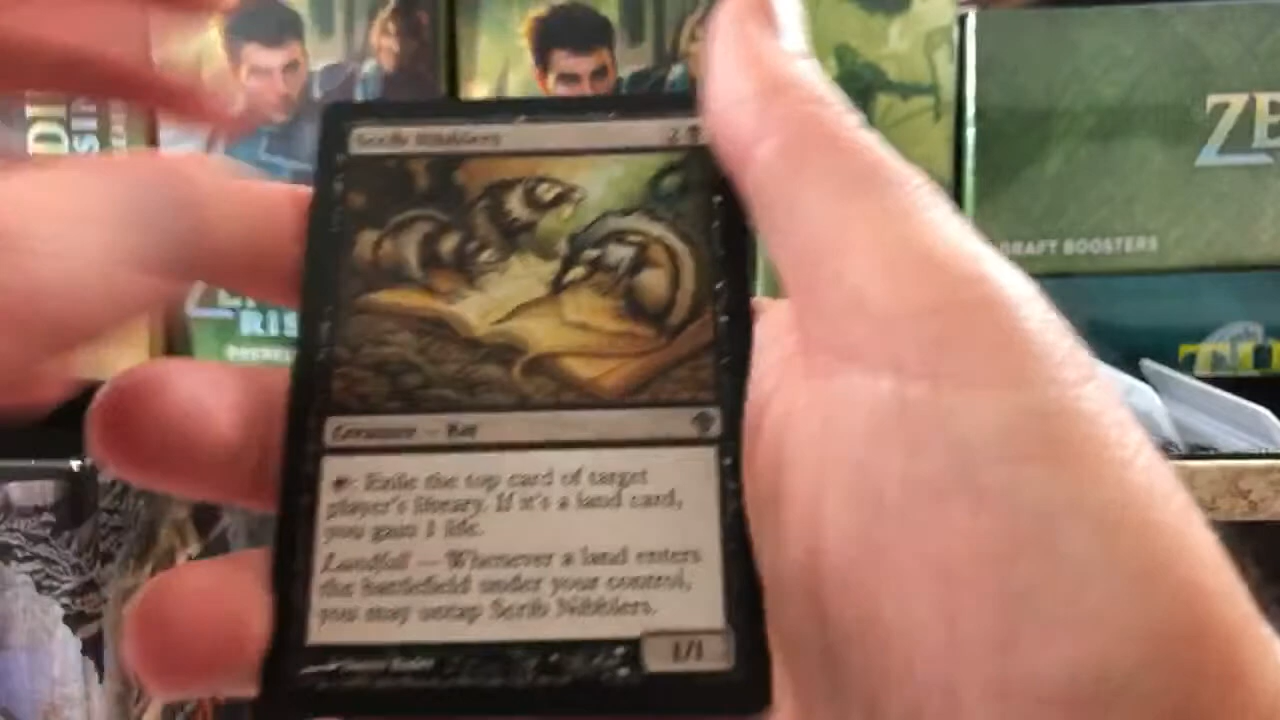 ZE
DRAFT BOOSTERS
RIS
Scrib Nibblers 2
Creature — Rat
: Exile the top card of target
player's library. If it's a land card,
you gain 1 life.
Landfall — Whenever a land enters
the battlefield under your control,
you may untap Scrib Nibblers.
1/1